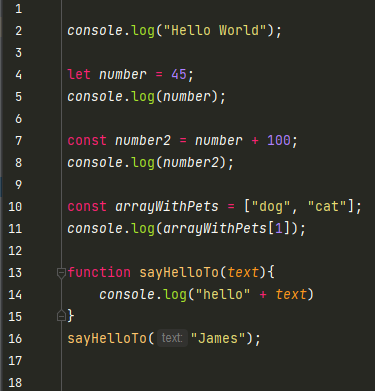 1
2 console.log("Hello World");
3
4 let number = 45;
5 console.log(number);
6
7 const number2 = number + 100;
8 console.log(number2);
9
10 const arrayWithPets = ["dog", "cat"];
11 console.log(arrayWithPets[1]);
12
13 function sayHelloTo(text){
14     console.log("hello" + text)
15 }
16 sayHelloTo( text: "James");
17
18